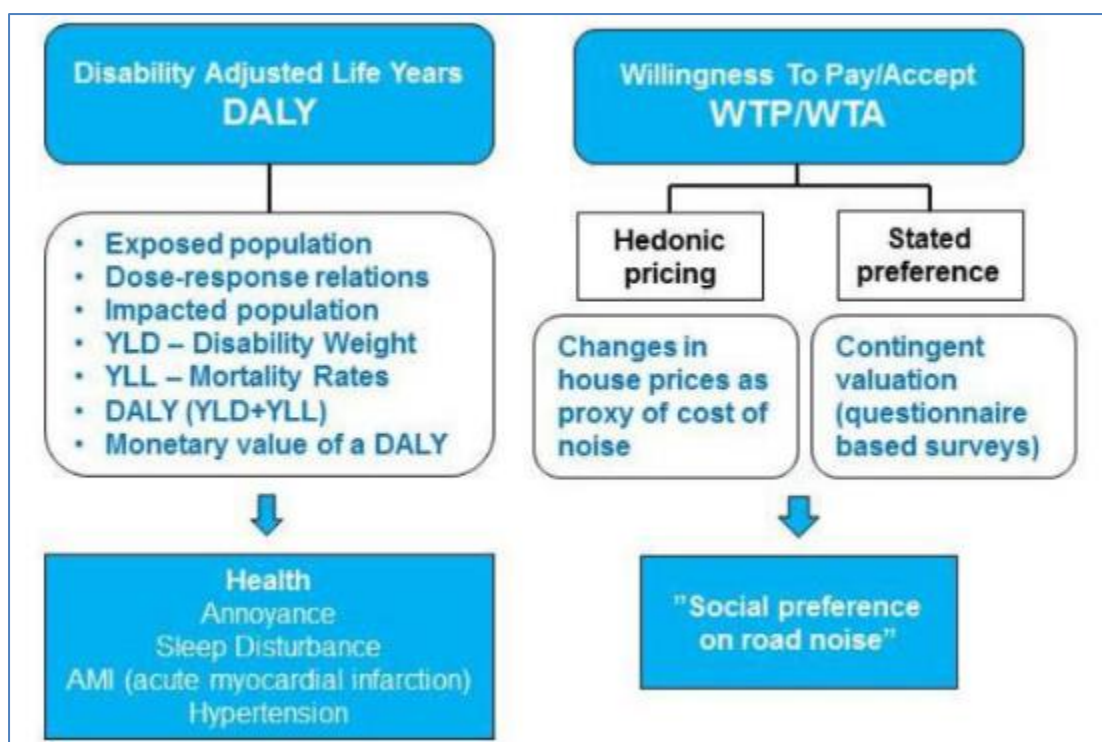 Disability Adjusted Life Years
DALY
• Exposed population
• Dose-response relations
• Impacted population
• YLD – Disability Weight
• YLL – Mortality Rates
• DALY (YLD+YLL)
• Monetary value of a DALY
Health
Annoyance
Sleep Disturbance
AMI (acute myocardial infarction)
Hypertension
Willingness To Pay/Accept
WTP/WTA
Hedonic
pricing
Stated
preference
Changes in
house prices as
proxy of cost of
noise
Contingent
valuation
(questionnaire
based surveys)
”Social preference
on road noise”